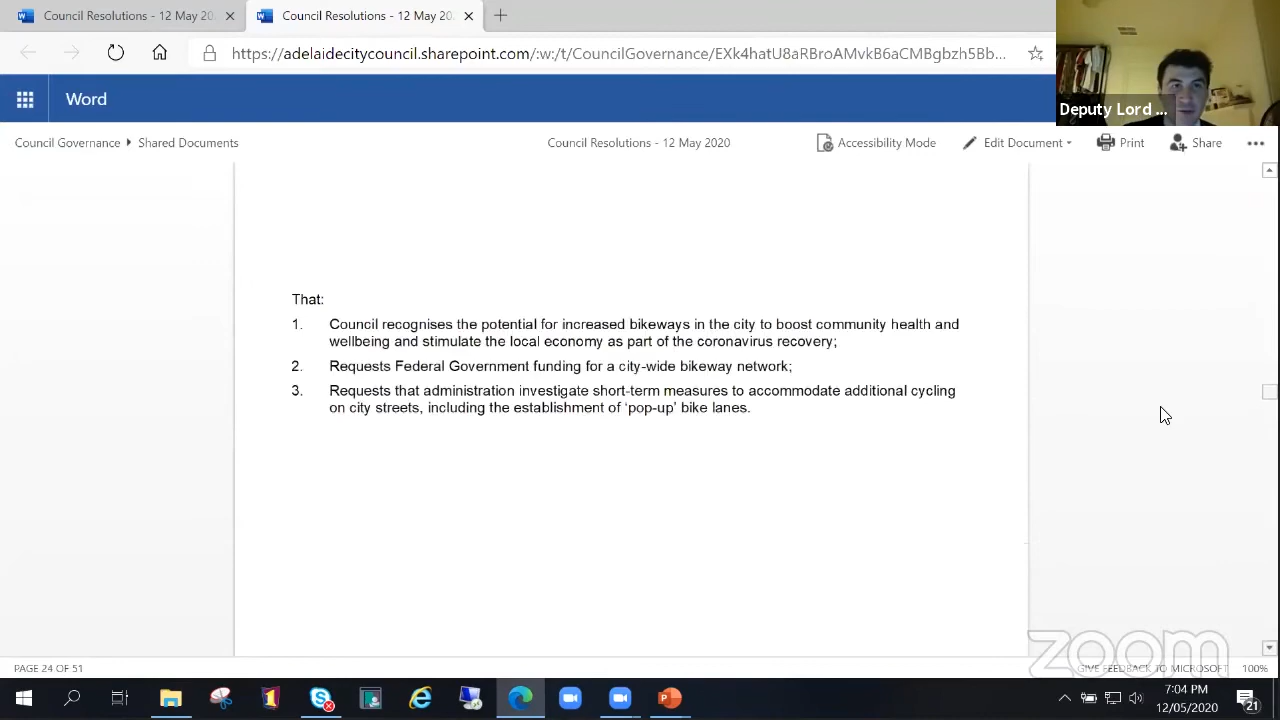 Council Resolutions - 12 May 20
Council Resolutions - 12 May 202
https://adelaidecitycouncil.sharepoint.com/:w:/t/CouncilGovernance/EXk4hatU8aRBroAMvkB6aCMBgbzh5Bb...
Deputy Lord ...
Word
Council Governance
Shared Documents
Council Resolutions - 12 May 2020
Accessibility Mode
Edit Document
Print
Share
That:
1. Council recognises the potential for increased bikeways in the city to boost community health and
wellbeing and stimulate the local economy as part of the coronavirus recovery;
2. Requests Federal Government funding for a city-wide bikeway network;
3. Requests that administration investigate short-term measures to accommodate additional cycling
on city streets, including the establishment of ‘pop-up’ bike lanes.
zoom
PAGE 24 OF 51
GIVE FEEDBACK TO MICROSOFT
100%
7:04 PM
12/05/2020
21